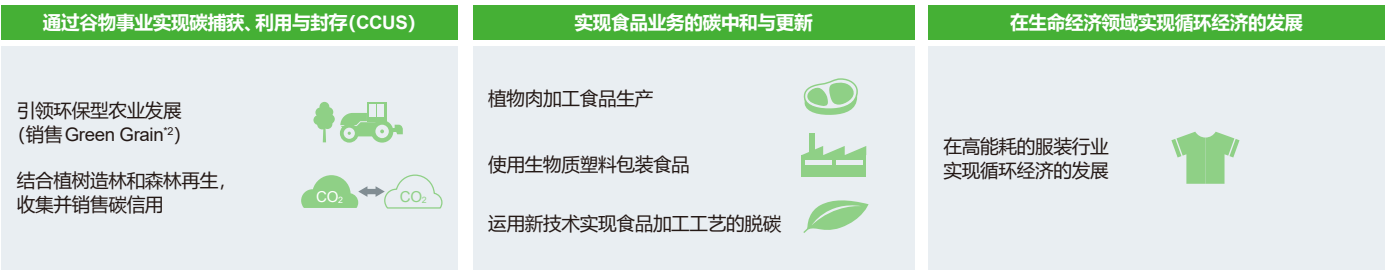 通过谷物事业实现碳捕获、利用与封存（CCUS）
引领环保型农业发展
（销售Green Grain*2）
结合植树造林和森林再生，
收集并销售碳信用
CO2
CO2
实现食品业务的碳中和与更新
植物肉加工食品生产
使用生物质塑料包装食品
运用新技术实现食品加工工艺的脱碳
在生命经济领域实现循环经济的发展
在高能耗的服装行业
实现循环经济的发展